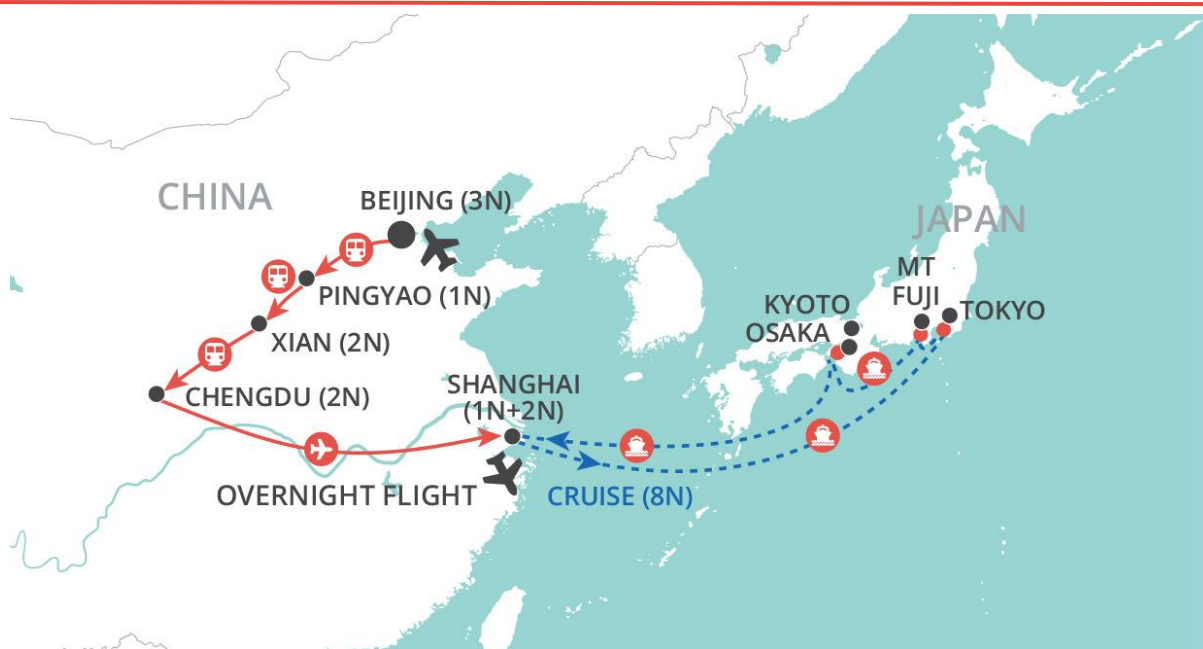 CHINA
BEIJING (3N)
PINGYAO (1N)
XIAN (2N)
CHENGDU (2N)
SHANGHAI
(1N+2N)
OVERNIGHT FLIGHT
CRUISE (8N)
JAPAN
MT
FUJI
KYOTO
OSAKA
TOKYO